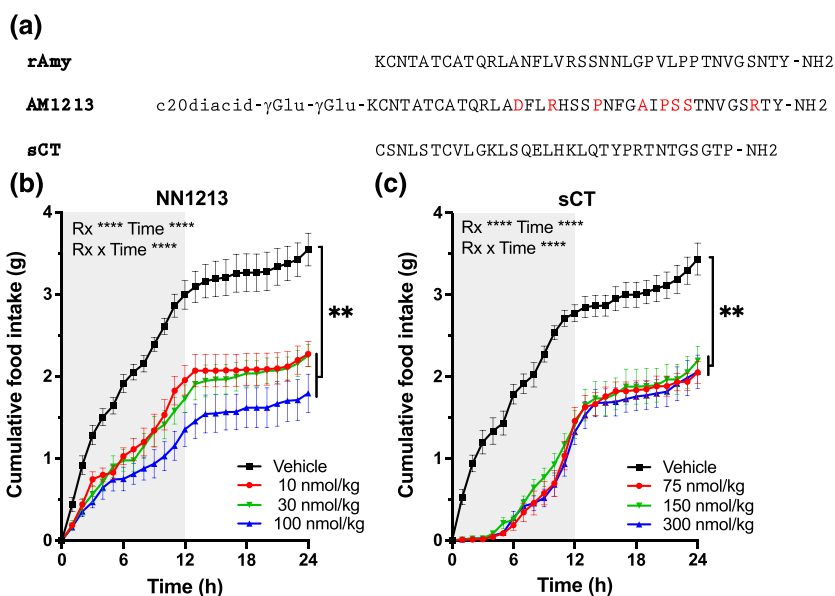 (a)
rAmy KCNTATCATQRLANFLVRSSNNLGPVLPPTNVGSNTY-NH2
AM1213 c20diacid-γGlu-γGlu-KCNTATCATQRLADFLRHSSPNFGAIPSSTNVGSRTY-NH2
sCT CSNLSTCVLGKLSQELHKLQTYPRTNTGSGTP-NH2
(b)
NN1213
Rx **** Time ****
Rx x Time ****
**
Cumulative food intake (g)
4
3
2
1
0
Vehicle
10 nmol/kg
30 nmol/kg
100 nmol/kg
0 6 12 18 24
Time (h)
(c)
sCT
Rx **** Time ****
Rx x Time ****
**
Cumulative food intake (g)
4
3
2
1
0
Vehicle
75 nmol/kg
150 nmol/kg
300 nmol/kg
0 6 12 18 24
Time (h)